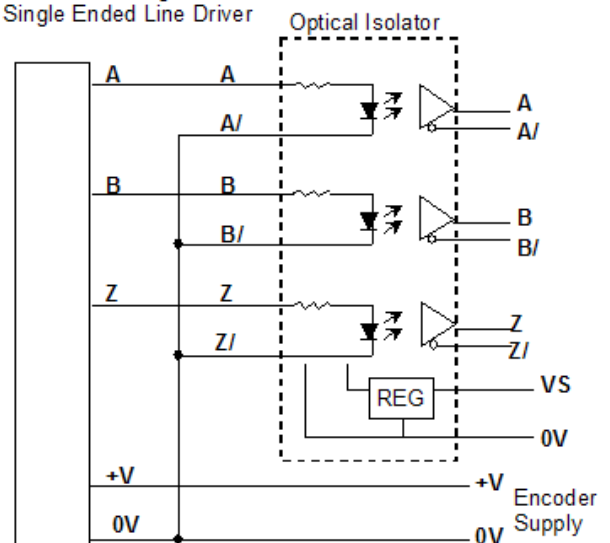 Single Ended Line Driver
Optical Isolator
A A
A
A/
A/
B B
B
B/
B/
Z Z
Z
Z/
Z/
VS
REG
0V
+V
+V
Encoder
0V
Supply
0V